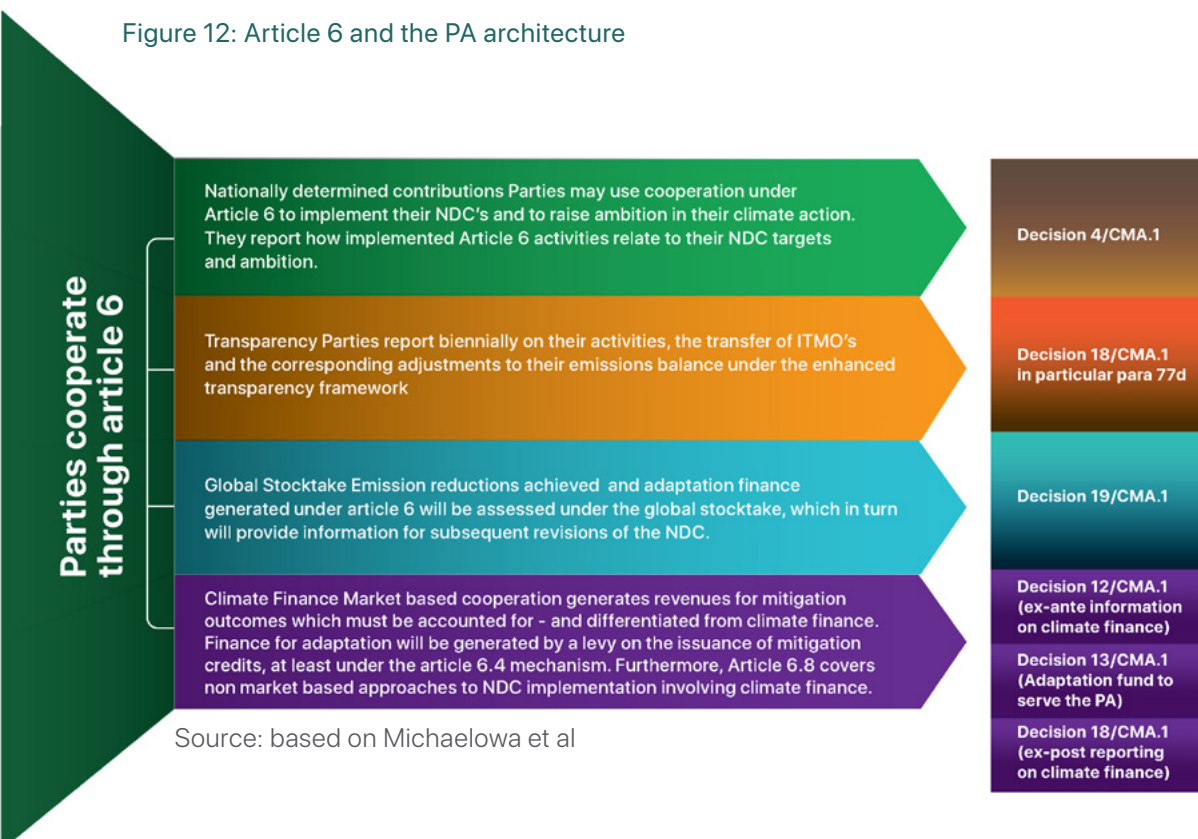 Figure 12: Article 6 and the PA architecture
Parties cooperate
through article 6
Nationally determined contributions Parties may use cooperation under
Article 6 to implement their NDC's and to raise ambition in their climate action.
They report how implemented Article 6 activities relate to their NDC targets
and ambition.
Decision 4/CMA.1
Transparency Parties report biennially on their activities, the transfer of ITMO's
and the corresponding adjustments to their emissions balance under the enhanced
transparency framework
Decision 18/CMA.1
in particular para 77d
Global Stocktake Emission reductions achieved and adaptation finance
generated under article 6 will be assessed under the global stocktake, which in turn
will provide information for subsequent revisions of the NDC.
Decision 19/CMA.1
Climate Finance Market based cooperation generates revenues for mitigation
outcomes which must be accounted for - and differentiated from climate finance.
Finance for adaptation will be generated by a levy on the issuance of mitigation
credits, at least under the article 6.4 mechanism. Furthermore, Article 6.8 covers
non market based approaches to NDC implementation involving climate finance.
Decision 12/CMA.1
(ex-ante information
on climate finance)
Decision 13/CMA.1
(Adaptation fund to
serve the PA)
Decision 18/CMA.1
(ex-post reporting
on climate finance)
Source: based on Michaelowa et al